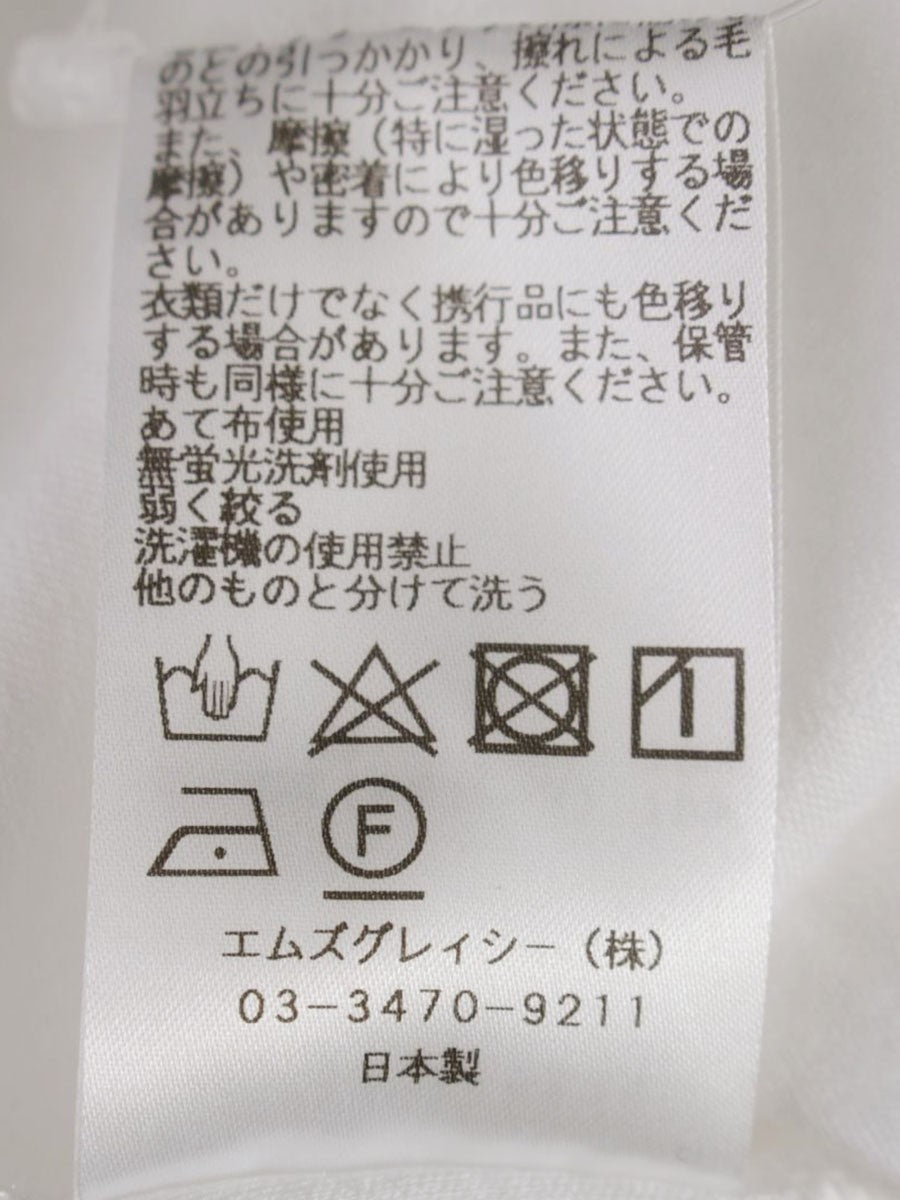 のとの引っかかり、擦れによる毛
羽立ちに十分ご注意ください。
また、摩擦（特に湿った状態での
摩擦）や密着により色移りする場
合がありますので十分ご注意くだ
さい。
衣類だけでなく携行品にも色移り
する場合があります。また、保管
時も同様に十分ご注意ください。
あて布使用
無蛍光洗剤使用
弱く絞る
洗濯機の使用禁止
他のものと分けて洗う
F
エムズグレィシー（株）
03-3470-9211
日本製